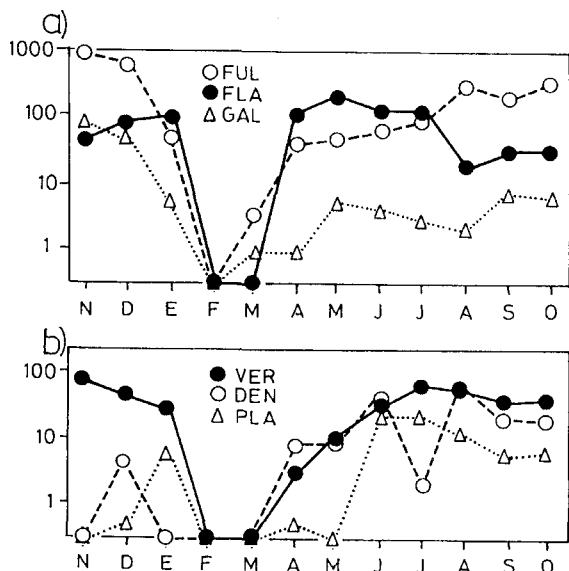 a)
1000
100
10
1
FUL
FLA
GAL
N D E F M A M J J A S O
b)
100
10
1
VER
DEN
PLA
N D E F M A M J J A S O